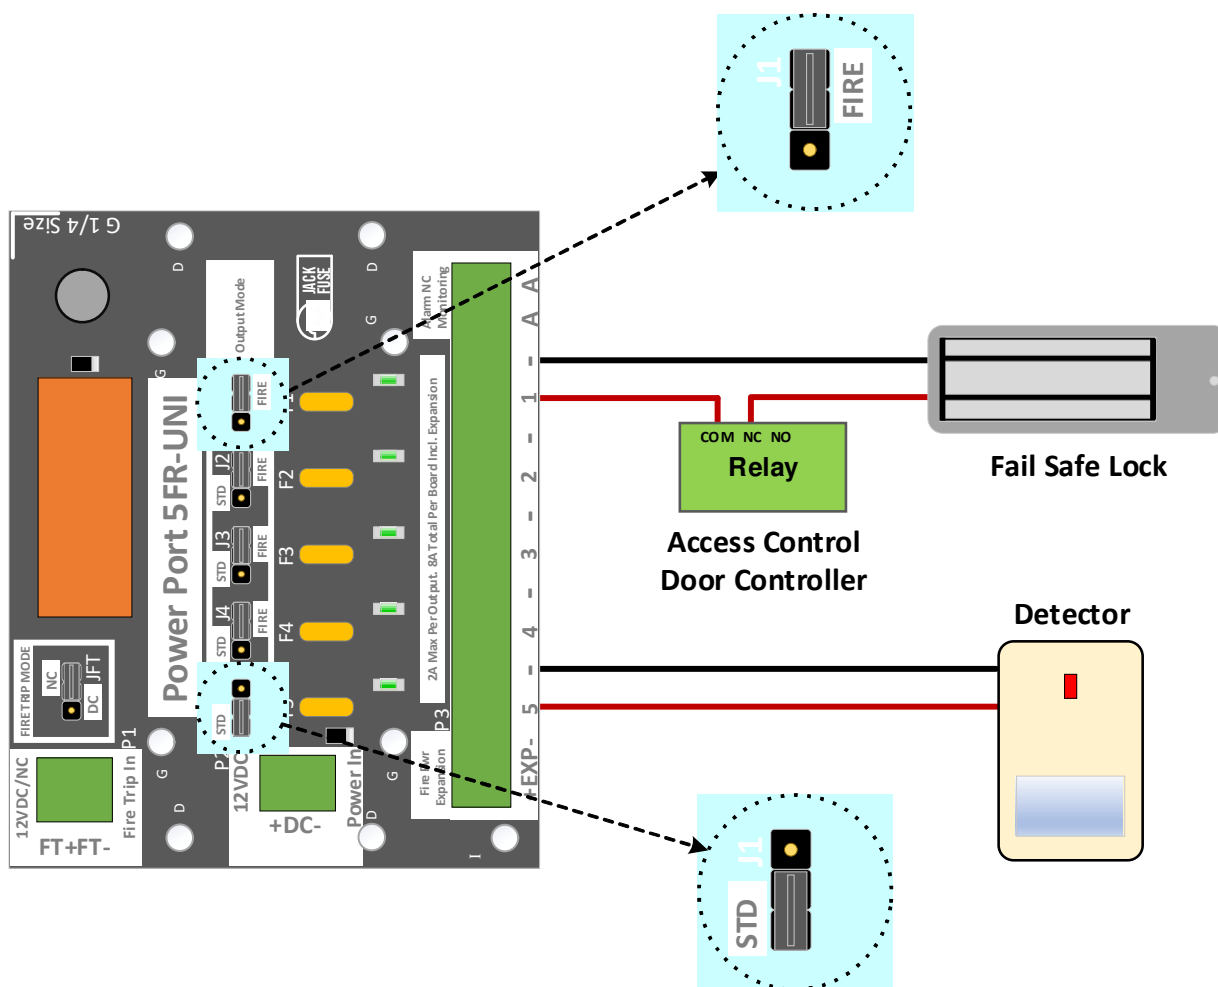 J1
FIRE
G 1/4 Size
D
D
G
G
JACK
FUSE
Output Mode
Alarm NC
Monitoring
A
A
-
1
-
2
-
3
-
4
-
5
+EXP-
Power Port 5FR-UNI
FIRE
J2
STD
FIRE
F2
J3
STD
FIRE
F3
J4
STD
FIRE
F4
STD
2A Max Per Output. 8A Total Per Board Incl. Expansion
P3
Fire Pwr
Expansion
COM NC NO
Relay
Access Control
Door Controller
Fail Safe Lock
Detector
FIRE TRIP MODE
NC
JFT
DC
P1
12VDC/NC
Fire Trip In
FT+FT-
G
D
12VDC
Power In
+DC-
G
D
I
J1
STD